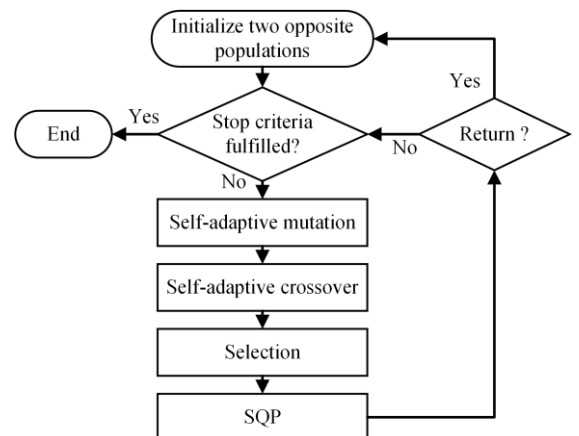 Initialize two opposite
populations
Yes
Yes
End
Stop criteria
fulfilled?
Return ?
No
No
Self-adaptive mutation
Self-adaptive crossover
Selection
SQP